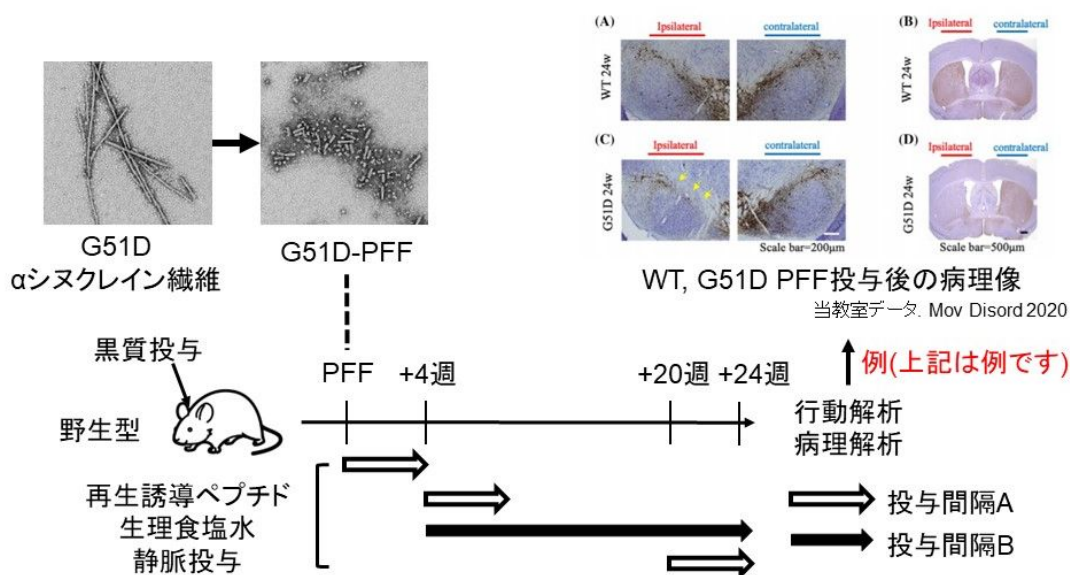 (A)
Ipsilateral
contralateral
WT 24w
(B)
Ipsilateral
contralateral
WT 24w
(C)
Ipsilateral
contralateral
G51D 24w
Scale bar=200μm
(D)
Ipsilateral
contralateral
G51D 24w
Scale bar=500μm
G51D
αシヌクレイン繊維
G51D-PFF
WT, G51D PFF投与後の病理像
当教室データ. Mov Disord 2020
黒質投与
野生型
PFF
+4週
+20週
+24週
例(上記は例です)
行動解析
病理解析
再生誘導ペプチド
生理食塩水
静脈投与
投与間隔A
投与間隔B